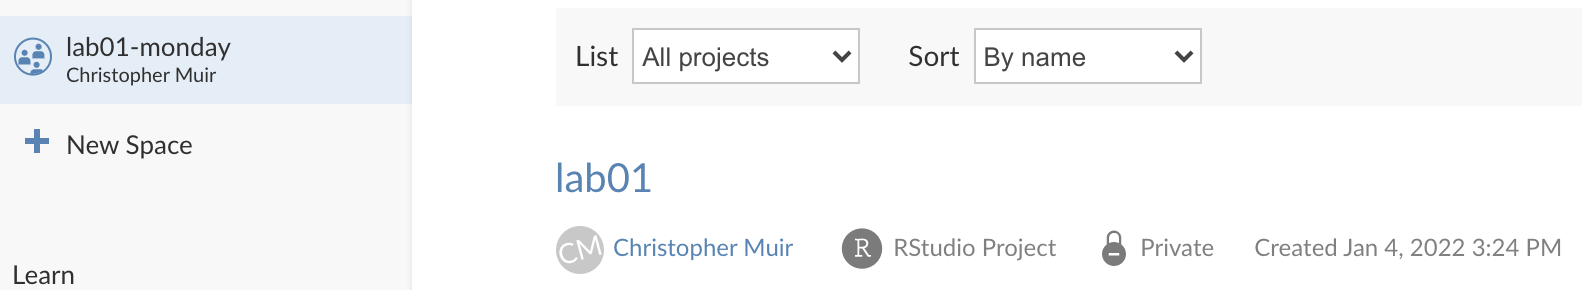 lab01-monday
Christopher Muir
New Space
Learn
List All projects Sort By name
lab01
CM Christopher Muir R RStudio Project Private Created Jan 4, 2022 3:24 PM